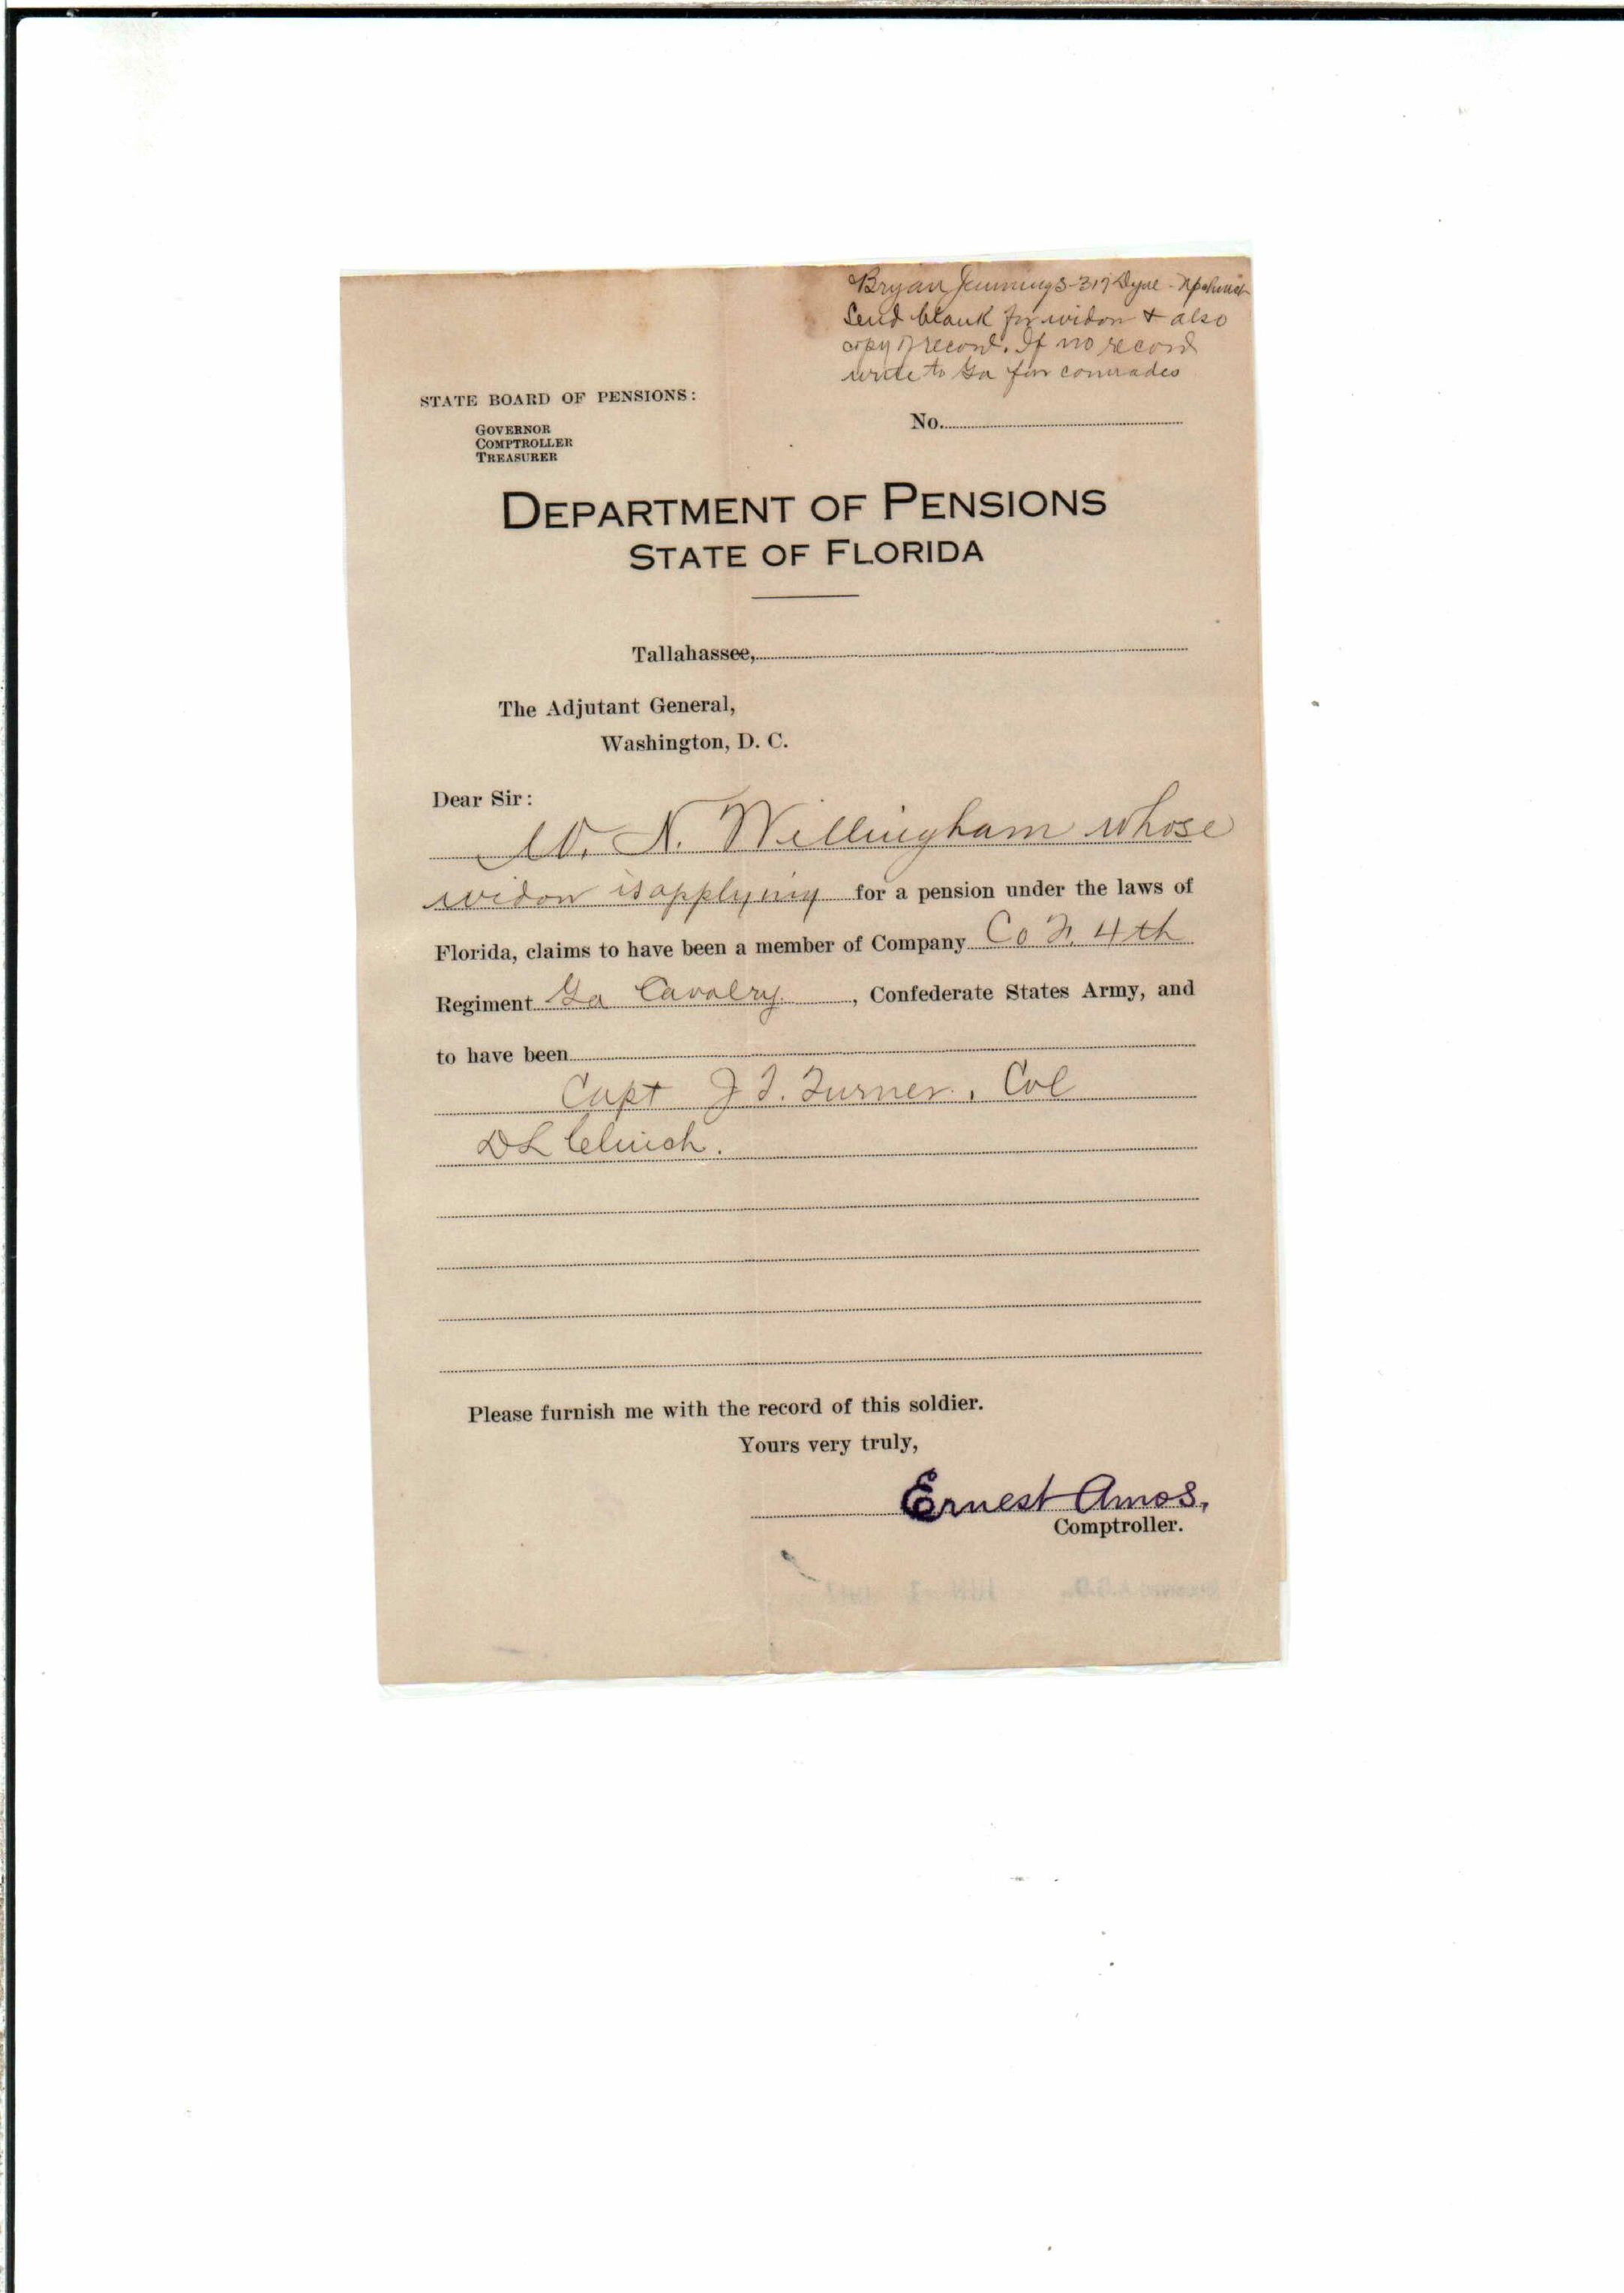 Bryan Jennings-317 Dyal-
Send blank for widow & also
copy of record. If no record
write to Ga for comrades
STATE BOARD OF PENSIONS:
GOVERNOR
COMPTROLLER
TREASURER
No.
DEPARTMENT OF PENSIONS
STATE OF FLORIDA
Tallahassee,
The Adjutant General,
Washington, D. C.
Dear Sir:
W. N. Willingham whose
widow is applying for a pension under the laws of
Florida, claims to have been a member of Company Co 4th
Regiment Ga Cavalry, Confederate States Army, and
to have been
Capt J T. Turner, Col
DL Clinch.
Please furnish me with the record of this soldier.
Yours very truly,
Ernest Amos,
Comptroller.